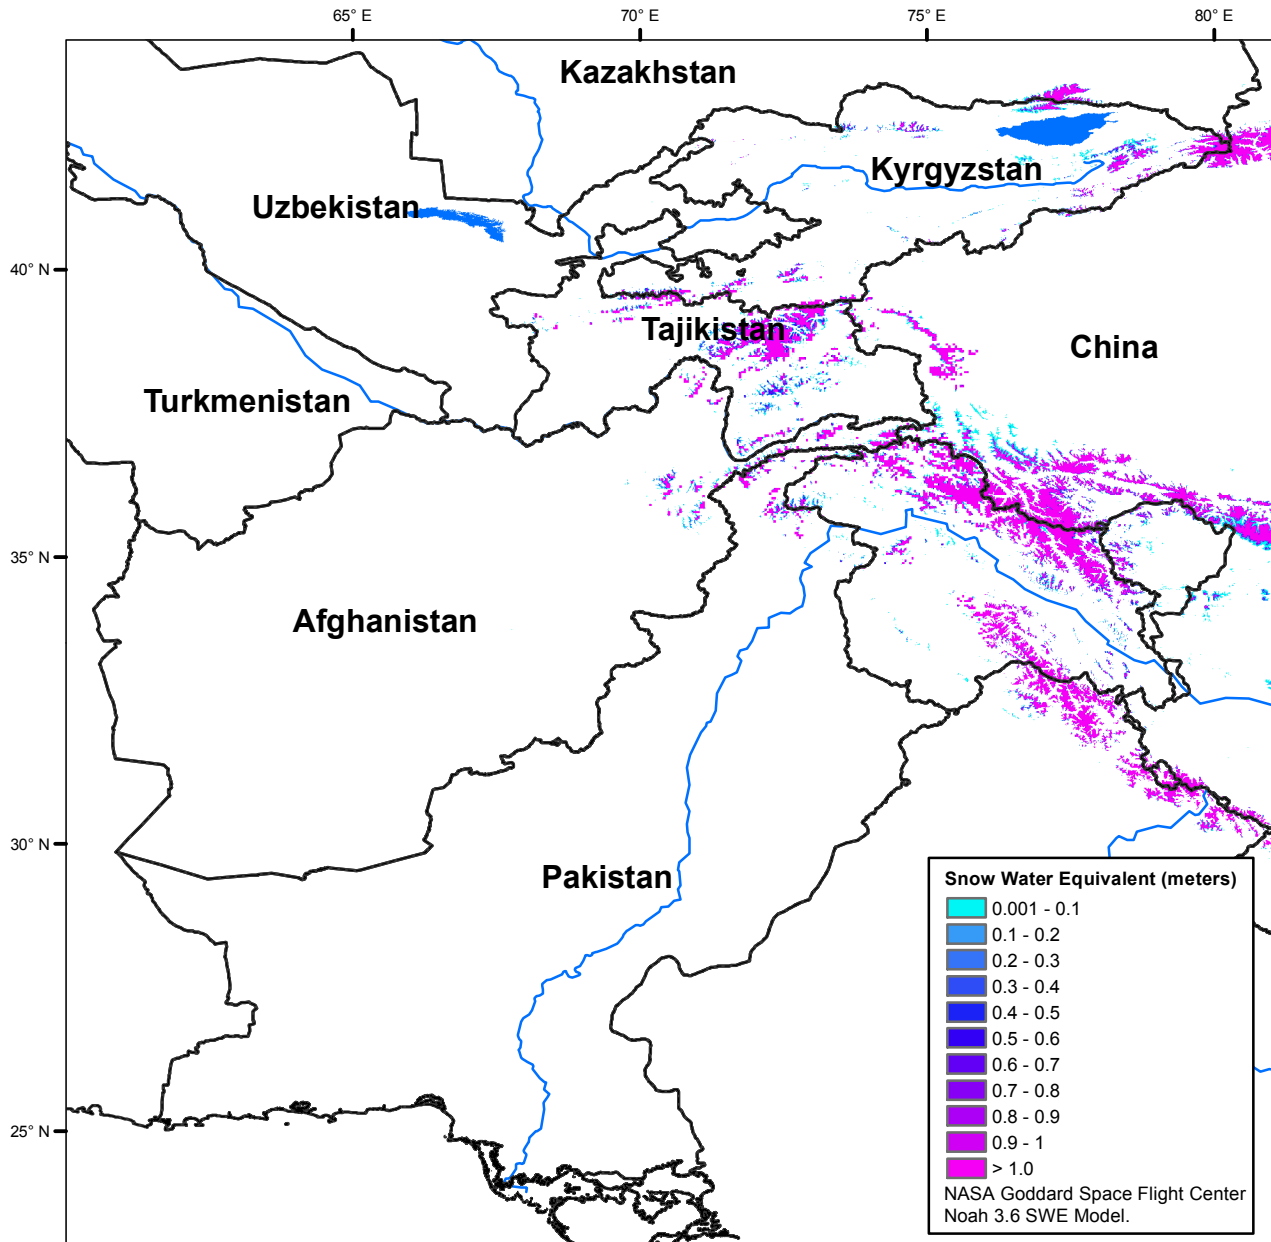 65° E
70° E
75° E
80° E
Kazakhstan
Kyrgyzstan
Uzbekistan
40° N
Tajikistan
China
Turkmenistan
35° N
Afghanistan
30° N
Pakistan
Snow Water Equivalent (meters)
0.001 - 0.1
0.1 - 0.2
0.2 - 0.3
0.3 - 0.4
0.4 - 0.5
0.5 - 0.6
0.6 - 0.7
0.7 - 0.8
0.8 - 0.9
0.9 - 1
> 1.0
NASA Goddard Space Flight Center
Noah 3.6 SWE Model.
25° N